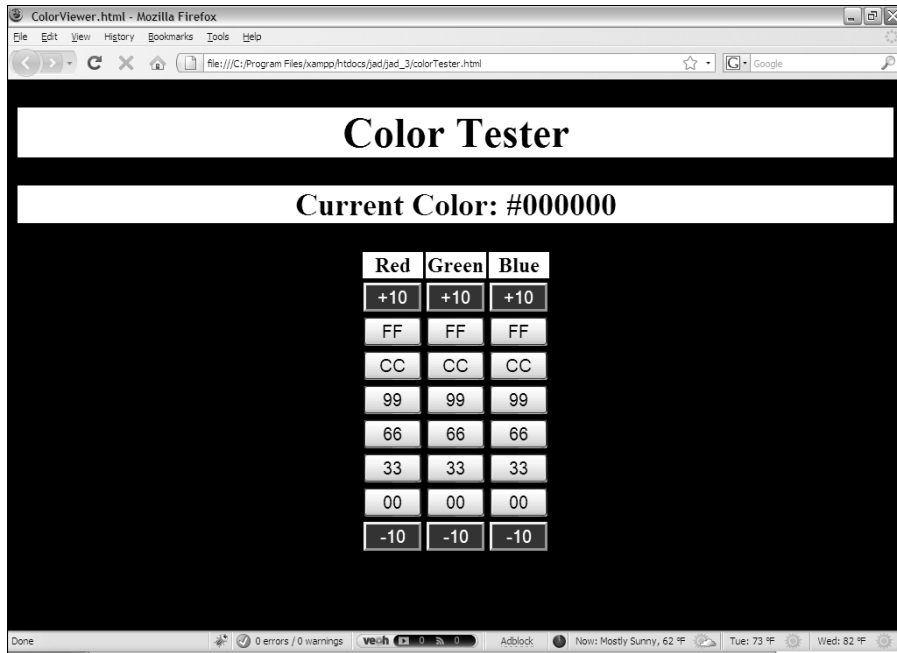 ColorViewer.html - Mozilla Firefox
File Edit View History Bookmarks Tools Help
file:///C:/Program Files/xampp/htdocs/jad/jad_3/colorTester.html G Google
Color Tester
Current Color: #000000
Red Green Blue
+10 +10 +10
FF FF FF
CC CC CC
99 99 99
66 66 66
33 33 33
00 00 00
-10 -10 -10
Done 0 errors / 0 warnings veoh 0 0 Adblock Now: Mostly Sunny, 62 °F Tue: 73 °F Wed: 82 °F